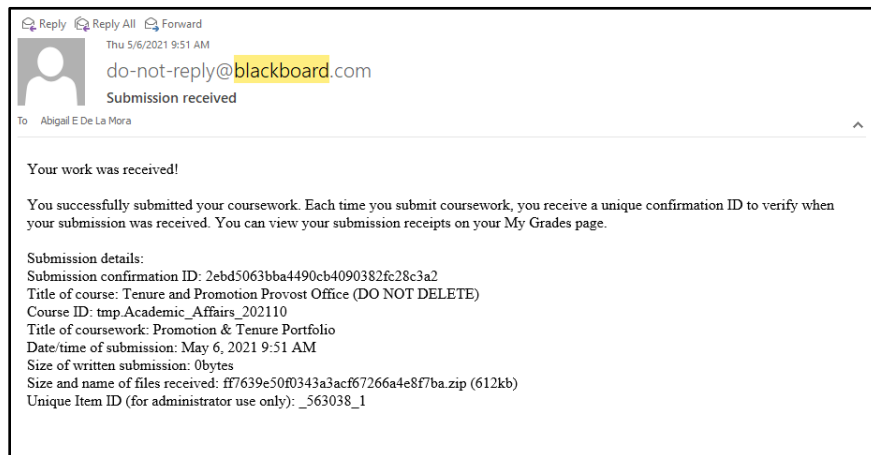 Reply Reply All Forward
Thu 5/6/2021 9:51 AM
do-not-reply@blackboard.com
Submission received
To Abigail E De La Mora
Your work was received!
You successfully submitted your coursework. Each time you submit coursework, you receive a unique confirmation ID to verify when
your submission was received. You can view your submission receipts on your My Grades page.
Submission details:
Submission confirmation ID: 2ebd5063bba4490cb4090382fc28c3a2
Title of course: Tenure and Promotion Provost Office (DO NOT DELETE)
Course ID: tmp.Academic_Affairs_202110
Title of coursework: Promotion & Tenure Portfolio
Date/time of submission: May 6, 2021 9:51 AM
Size of written submission: 0bytes
Size and name of files received: ff7639e50f0343a3acf67266a4e8f7ba.zip (612kb)
Unique Item ID (for administrator use only): _563038_1